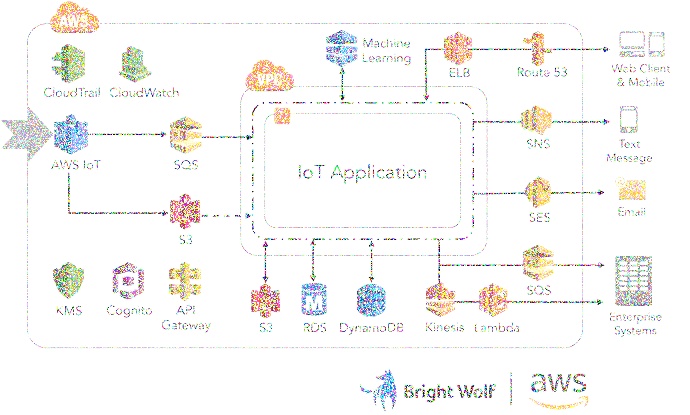 AWS
CloudTrail
CloudWatch
Machine
Learning
ELB
Route 53
Web Client
& Mobile
VPC
AWS IoT
SQS
IoT Application
SNS
Text
Message
S3
SES
Email
KMS
Cognito
API
Gateway
S3
RDS
DynamoDB
Kinesis
Lambda
SQS
Enterprise
Systems
Bright Wolf
aws